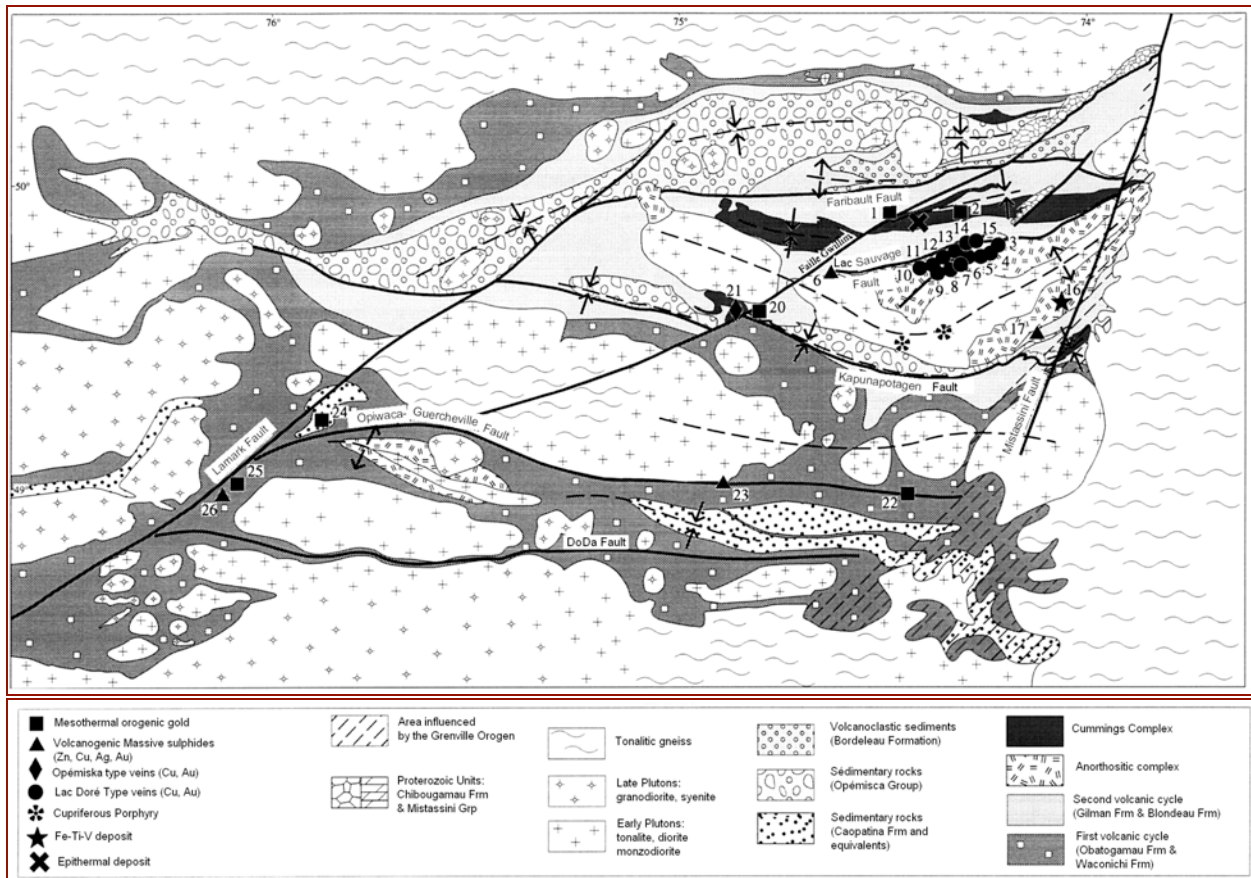 76°
75°
74°
50°
Faribault Fault
1
2
Faille Gwillim
14
15
13
12
11
3
Lac Sauvage
Fault
4
6
10
5
6
7
8
9
16
21
20
17
Kapunapotagen Fault
Mistassini Fault
24
Opiwaca- Guercheville Fault
Lamark Fault
25
49°
26
23
22
DoDa Fault
Mesothermal orogenic gold
Volcanogenic Massive sulphides
(Zn, Cu, Ag, Au)
Opémiska type veins (Cu, Au)
Lac Doré Type veins (Cu, Au)
Cupriferous Porphyry
Fe-Ti-V deposit
Epithermal deposit
Area influenced
by the Grenville Orogen
Proterozoic Units:
Chibougamau Frm
& Mistassini Grp
Tonalitic gneiss
Late Plutons:
granodiorite, syenite
Early Plutons:
tonalite, diorite
monzodiorite
Volcanoclastic sediments
(Bordeleau Formation)
Sédimentary rocks
(Opémisca Group)
Sedimentary rocks
(Caopatina Frm and
equivalents)
Cummings Complex
Anorthositic complex
Second volcanic cycle
(Gilman Frm & Blondeau Frm)
First volcanic cycle
(Obatogamau Frm &
Waconichi Frm)